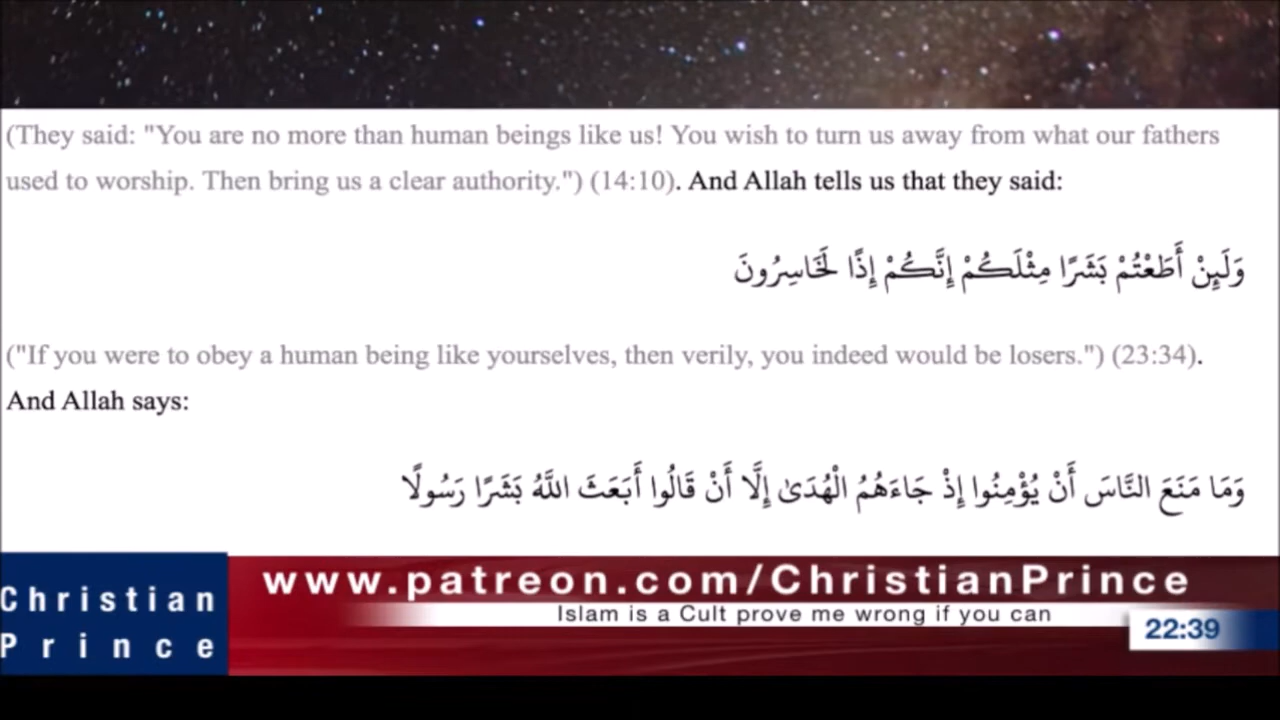 (They said: "You are no more than human beings like us! You wish to turn us away from what our fathers
used to worship. Then bring us a clear authority.") (14:10). And Allah tells us that they said:
وَلَئِنْ أَطَعْتُمْ بَشَرًا مِثْلَكُمْ إِنَّكُمْ إِذًا لَخَاسِرُونَ
("If you were to obey a human being like yourselves, then verily, you indeed would be losers.") (23:34).
And Allah says:
وَمَا مَنَعَ النَّاسَ أَنْ يُؤْمِنُوا إِذْ جَاءَهُمُ الْهُدَىٰ إِلَّا أَنْ قَالُوا أَبَعَثَ اللَّهُ بَشَرًا رَسُولًا
www.patreon.com/ChristianPrince
Islam is a Cult prove me wrong if you can
Christian
Prince
22:39